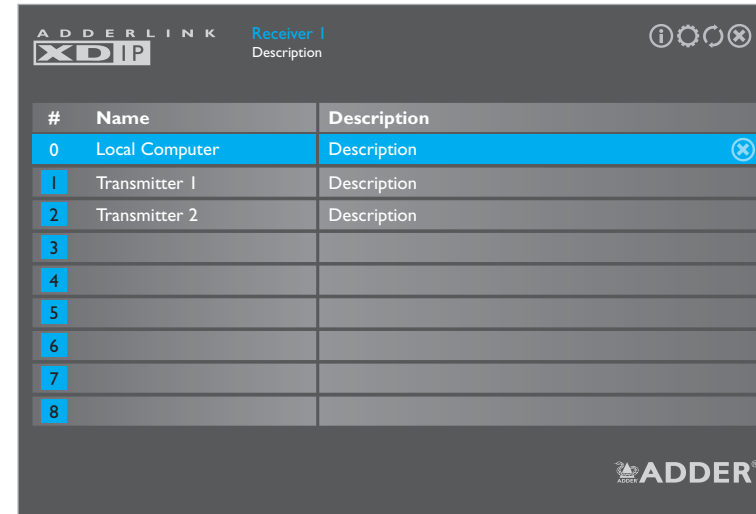 ADDERLINK Receiver 1
XDIP Description
# Name Description
0 Local Computer Description
1 Transmitter 1 Description
2 Transmitter 2 Description
3
4
5
6
7
8
ADDER ADDER®